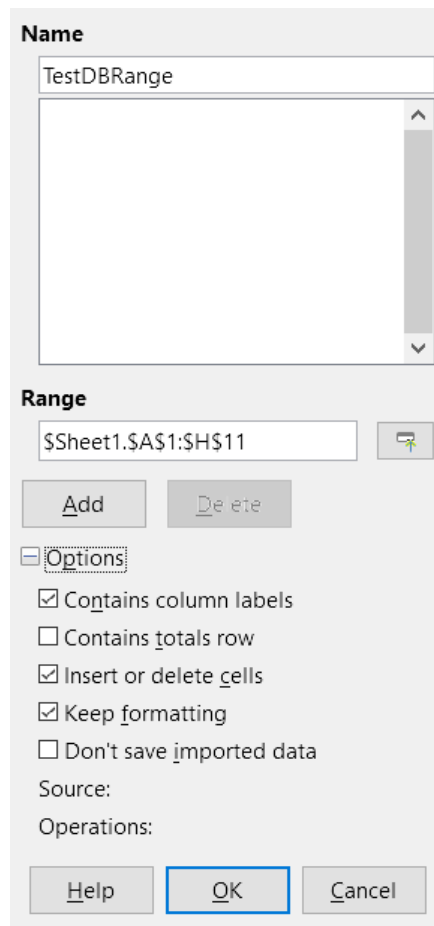 Name
TestDBRange
Range
$Sheet1.$A$1:$H$11
Add Delete
Options
Contains column labels
Contains totals row
Insert or delete cells
Keep formatting
Don't save imported data
Source:
Operations:
Help OK Cancel